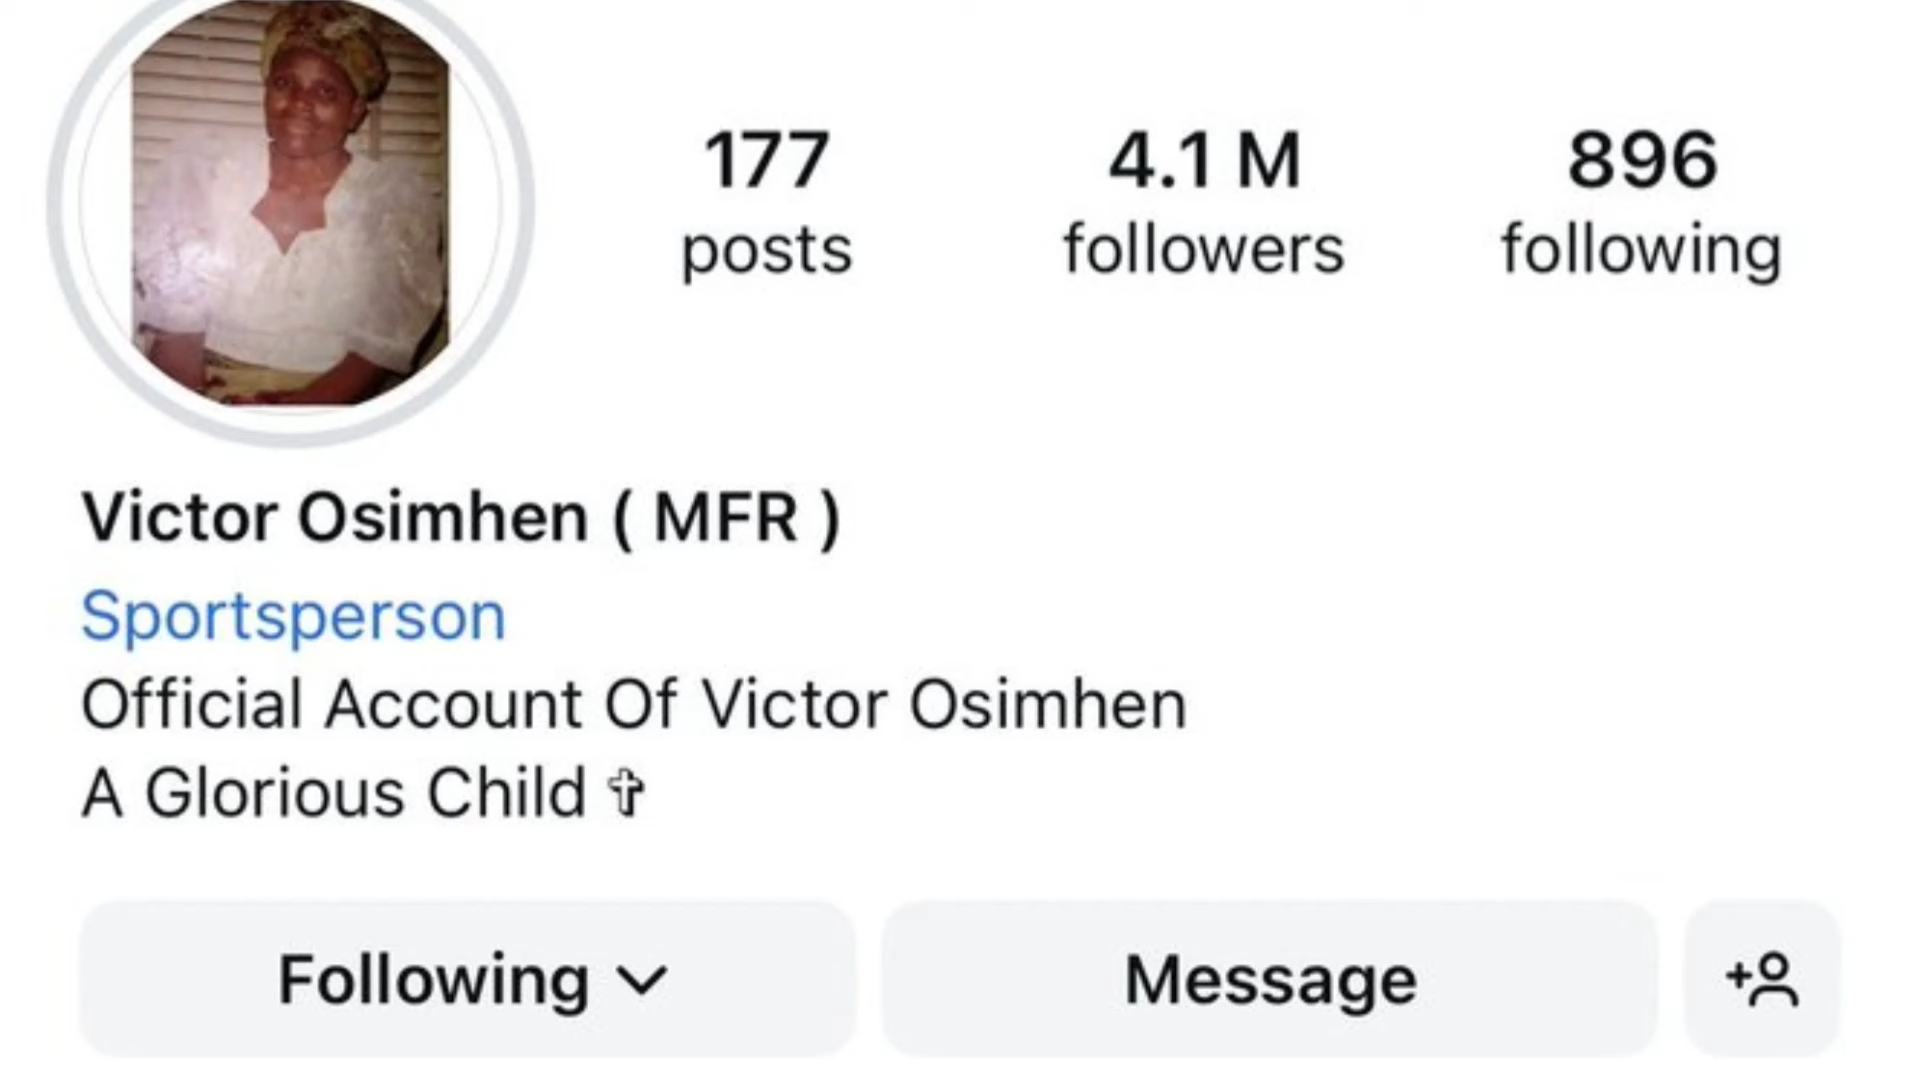 177 4.1 M 896
posts followers following
Victor Osimhen ( MFR )
Sportsperson
Official Account Of Victor Osimhen
A Glorious Child ✞
Following Message